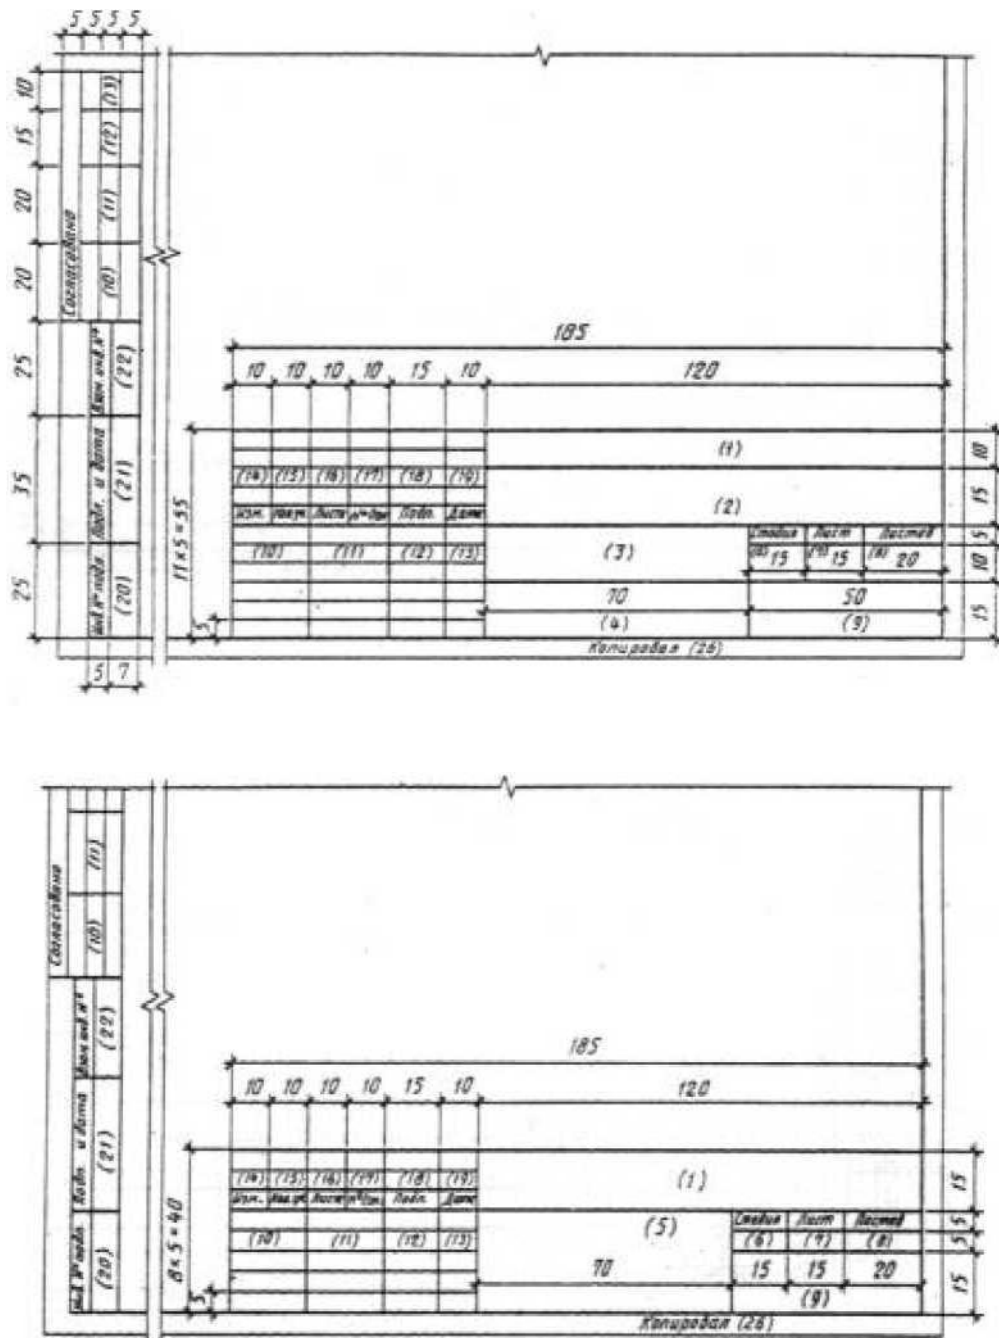 5 5 5 5
10
15
20
20
25
35
25
(13)
(12)
(11)
(10)
Согласовано
Взам. инв. №
(22)
Подп. и дата
(21)
Инв. № подл.
(20)
5 7
185
10 10 10 10 15 10 120
11 x 5 = 55
5
(1)
10
(14) (15) (16) (17) (18) (19)
(2)
15
Изм. Кол.уч Лист № док. Подп. Дата
Стадия Лист Листов
5
(10) (11) (12) (13)
(3)
15 15 (8) 20
10
70 50
(4) (9)
15
Копировал (26)
(11)
(10)
Согласовано
Взам. инв. №
(22)
Подп. и дата
(21)
Инв. № подл.
(20)
185
10 10 10 10 15 10 120
8 x 5 = 40
5
(1)
15
(14) (15) (16) (17) (18) (19)
Изм. Кол.уч Лист № док. Подп. Дата
(5)
Стадия Лист Листов
5
(10) (11) (12) (13)
(6) (7) (8)
5
70
15 15 20
15
(9)
Копировал (26)